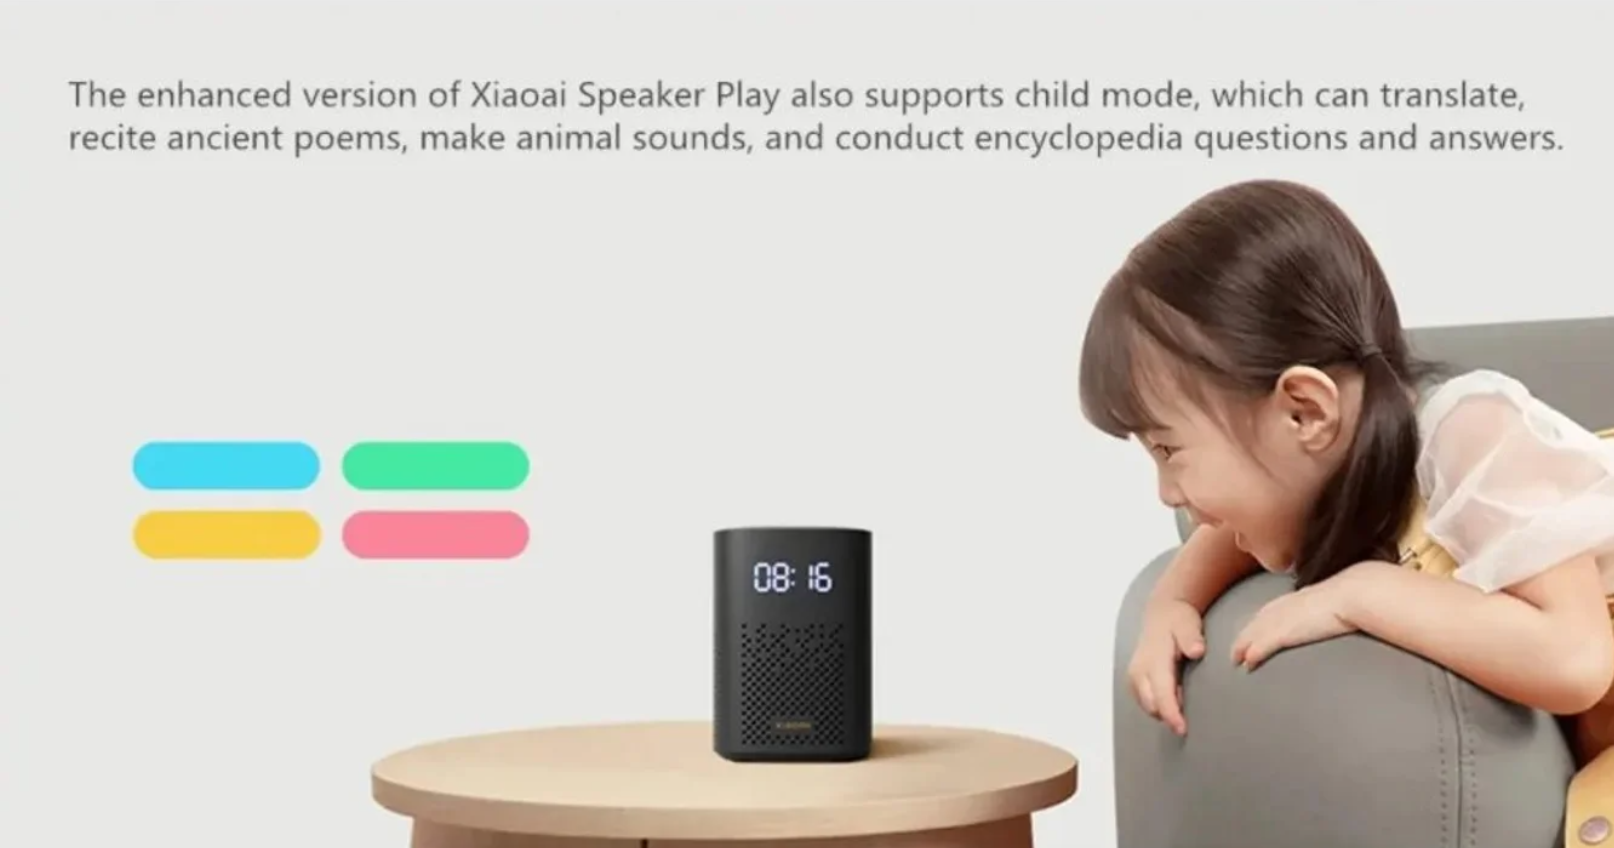 The enhanced version of Xiaoai Speaker Play also supports child mode, which can translate,
recite ancient poems, make animal sounds, and conduct encyclopedia questions and answers.
08:16
XIAOMI